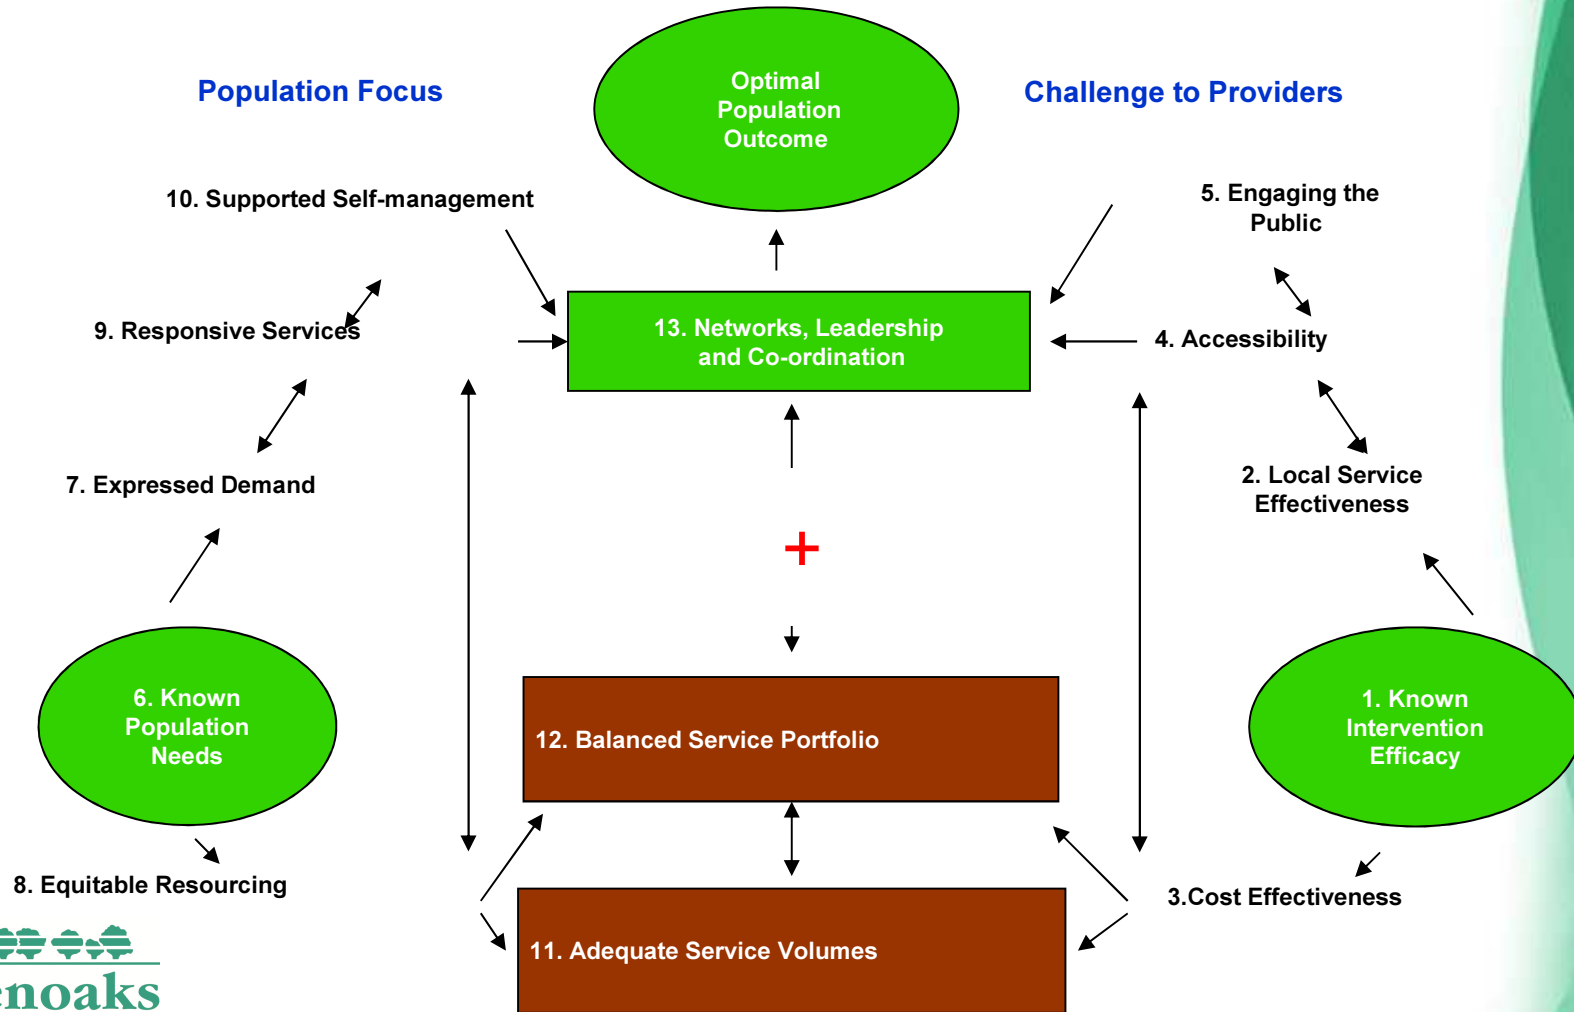 Population Focus
Optimal
Population
Outcome
Challenge to Providers
10. Supported Self-management
5. Engaging the
Public
9. Responsive Services
13. Networks, Leadership
and Co-ordination
4. Accessibility
7. Expressed Demand
2. Local Service
Effectiveness
+
6. Known
Population
Needs
12. Balanced Service Portfolio
1. Known
Intervention
Efficacy
8. Equitable Resourcing
3.Cost Effectiveness
11. Adequate Service Volumes
enoaks